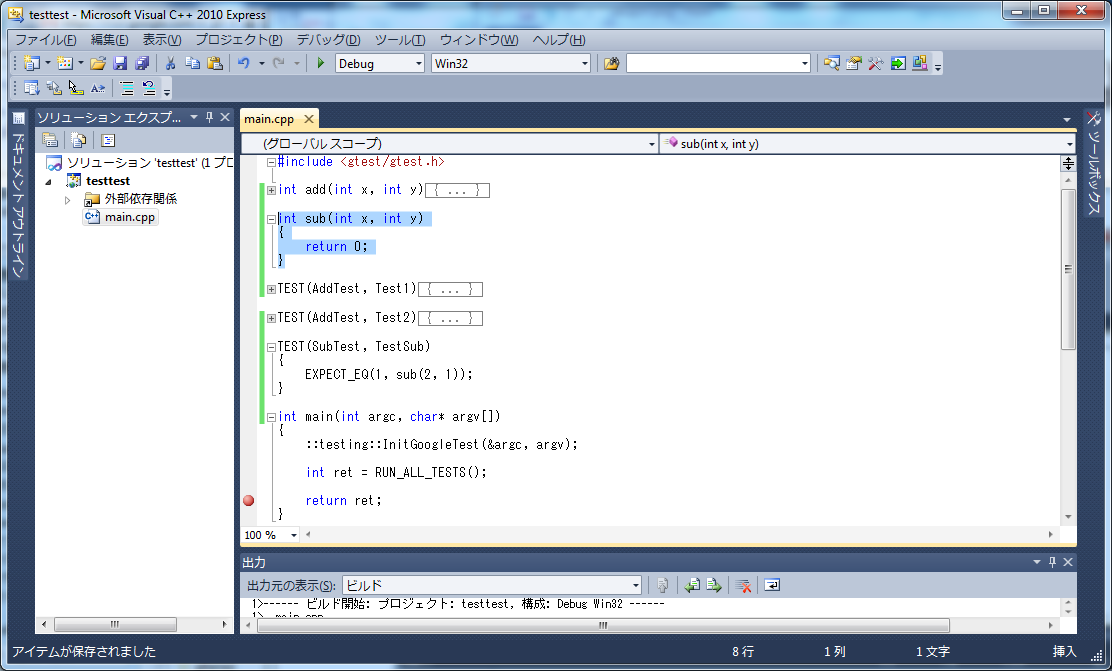 testtest - Microsoft Visual C++ 2010 Express
ファイル(F) 編集(E) 表示(V) プロジェクト(P) デバッグ(D) ツール(T) ウィンドウ(W) ヘルプ(H)
Debug Win32
ドキュメント アウトライン
ソリューション エクスプ...
ソリューション 'testtest' (1 プロ
testtest
外部依存関係
main.cpp
main.cpp
(グローバル スコープ) sub(int x, int y)
#include <gtest/gtest.h>
int add(int x, int y){ ... }
int sub(int x, int y)
{
return 0;
}
TEST(AddTest, Test1){ ... }
TEST(AddTest, Test2){ ... }
TEST(SubTest, TestSub)
{
EXPECT_EQ(1, sub(2, 1));
}
int main(int argc, char* argv[])
{
::testing::InitGoogleTest(&argc, argv);
int ret = RUN_ALL_TESTS();
return ret;
}
100 %
ツールボックス
出力
出力元の表示(S): ビルド
1>------ ビルド開始: プロジェクト: testtest, 構成: Debug Win32 ------
1> main.cpp
アイテムが保存されました 8 行 1 列 1 文字 挿入